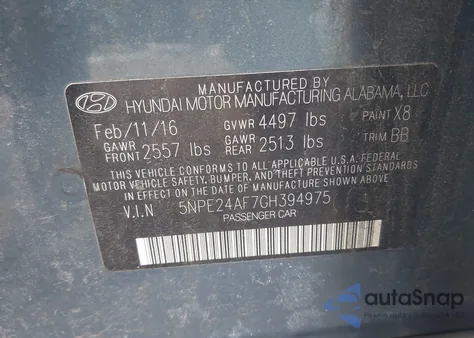 MANUFACTURED BY
HYUNDAI MOTOR MANUFACTURING ALABAMA, LLC
Feb/11/16 GVWR 4497 lbs PAINT X8
GAWR FRONT 2557 lbs GAWR REAR 2513 lbs TRIM BB
THIS VEHICLE CONFORMS TO ALL APPLICABLE U.S.A. FEDERAL
MOTOR VEHICLE SAFETY, BUMPER, AND THEFT PREVENTION STANDARDS
IN EFFECT ON THE DATE OF MANUFACTURE SHOWN ABOVE.
V.I.N 5NPE24AF7GH394975
PASSENGER CAR
autoSnap